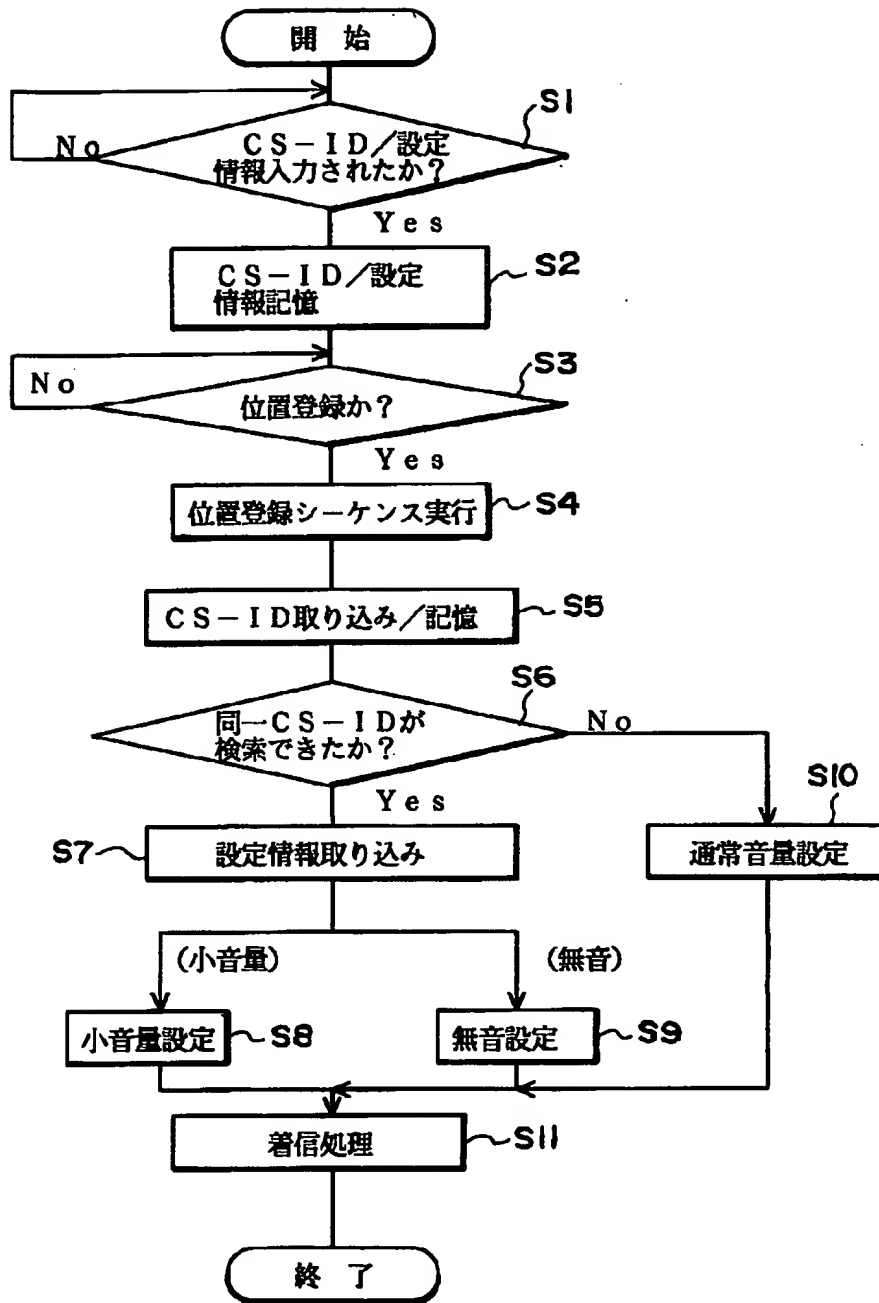 開 始
S1
No
CS-ID/設定
情報入力されたか?
Yes
CS-ID/設定
情報記憶
S2
S3
No
位置登録か?
Yes
位置登録シーケンス実行
S4
CS-ID取り込み/記憶
S5
S6
同一CS-IDが
検索できたか?
No
Yes
S10
S7
設定情報取り込み
通常音量設定
(小音量)
(無音)
小音量設定
S8
無音設定
S9
着信処理
S11
終 了